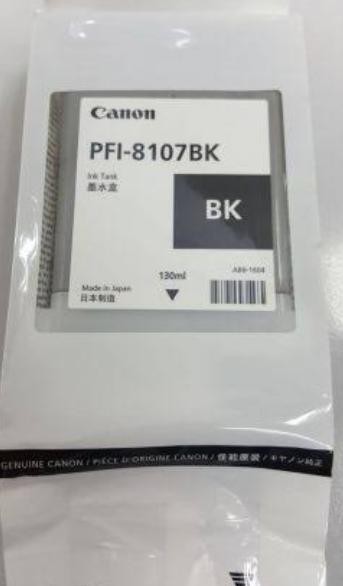 Canon
PFI-8107BK
Ink Tank
墨水盒
BK
130ml
Made in Japan
日本制造
GENUINE CANON / PIÈCE D'ORIGINE CANON / 佳能原装 / キヤノン純正